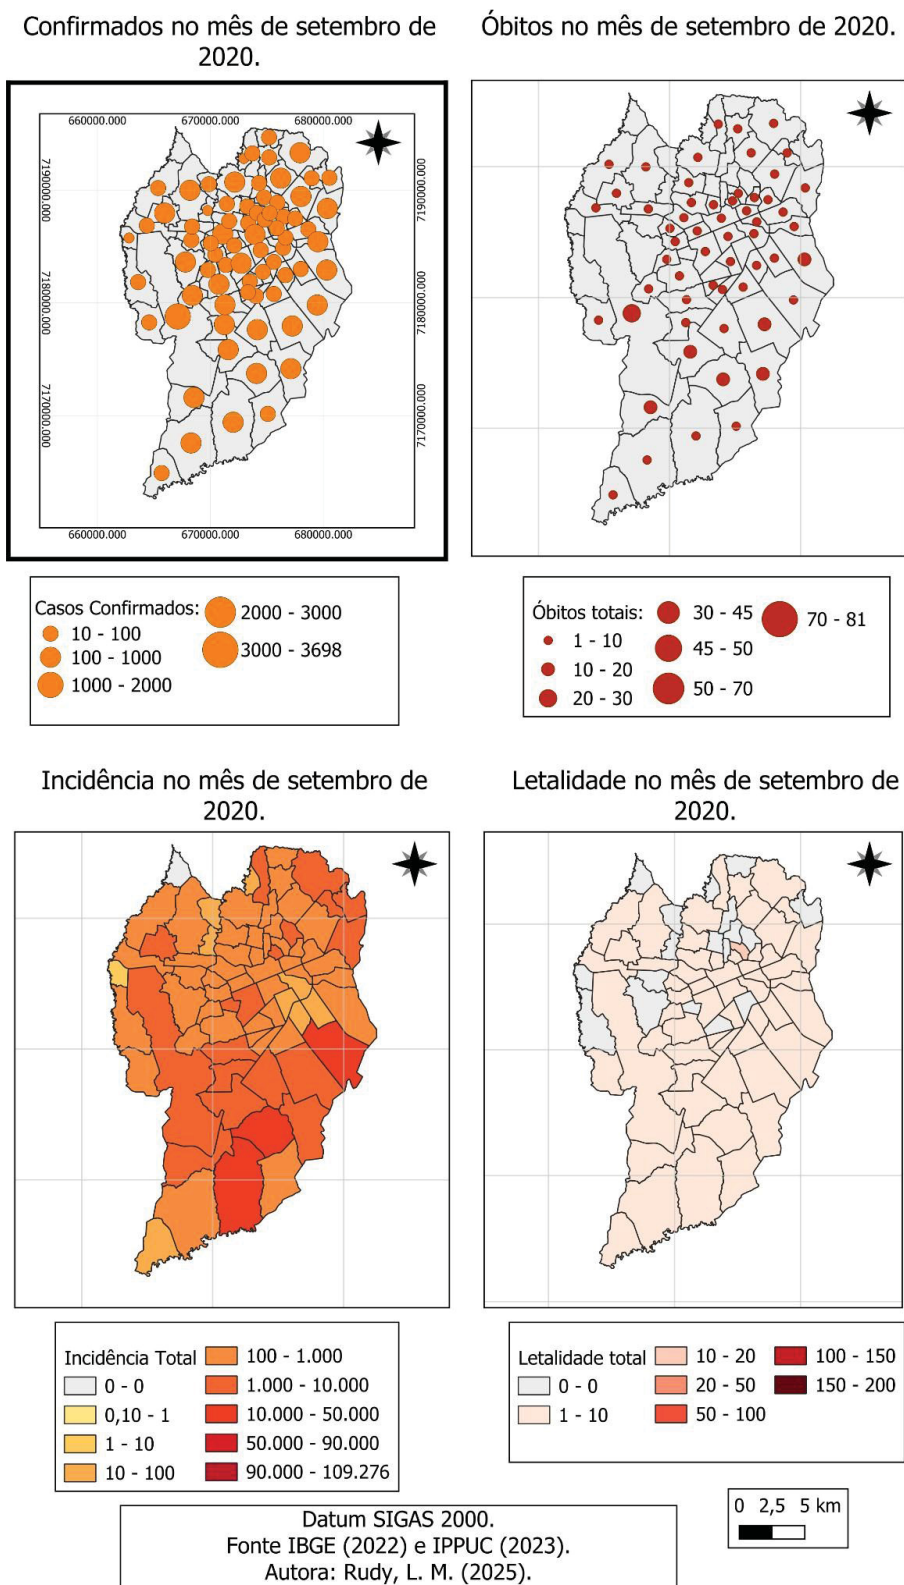 Confirmados no mês de setembro de
2020.
Óbitos no mês de setembro de 2020.
660000.000 670000.000 680000.000
7190000.000 7190000.000
7180000.000 7180000.000
7170000.000 7170000.000
660000.000 670000.000 680000.000
Casos Confirmados:
10 - 100
100 - 1000
1000 - 2000
2000 - 3000
3000 - 3698
Óbitos totais:
1 - 10
10 - 20
20 - 30
30 - 45
45 - 50
50 - 70
70 - 81
Incidência no mês de setembro de
2020.
Letalidade no mês de setembro de
2020.
Incidência Total
0 - 0
0,10 - 1
1 - 10
10 - 100
100 - 1.000
1.000 - 10.000
10.000 - 50.000
50.000 - 90.000
90.000 - 109.276
Letalidade total
0 - 0
1 - 10
10 - 20
20 - 50
50 - 100
100 - 150
150 - 200
0 2,5 5 km
Datum SIGAS 2000.
Fonte IBGE (2022) e IPPUC (2023).
Autora: Rudy, L. M. (2025).